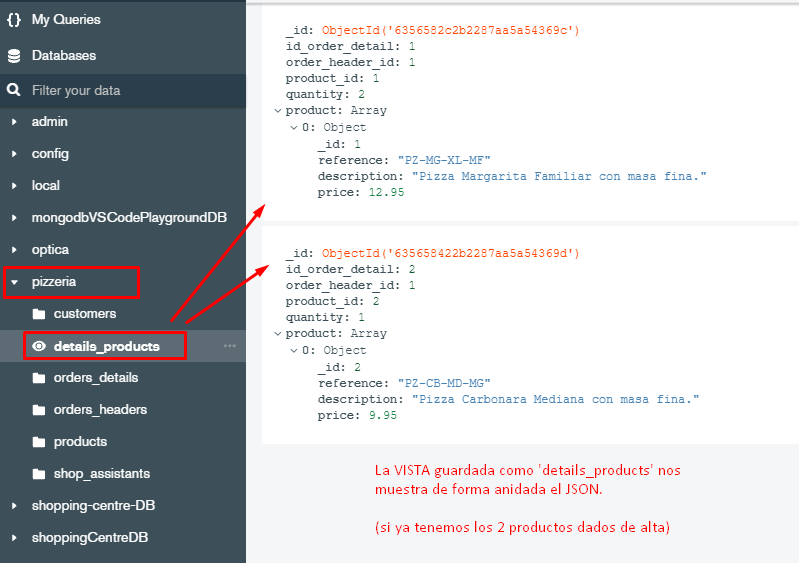 My Queries
Databases
Filter your data
admin
config
local
mongodbVSCodePlaygroundDB
optica
pizzeria
customers
details_products
orders_details
orders_headers
products
shop_assistants
shopping-centre-DB
shoppingCentreDB
_id: ObjectId('6356582c2b2287aa5a54369c')
id_order_detail: 1
order_header_id: 1
product_id: 1
quantity: 2
product: Array
0: Object
_id: 1
reference: "PZ-MG-XL-MF"
description: "Pizza Margarita Familiar con masa fina."
price: 12.95
_id: ObjectId('635658422b2287aa5a54369d')
id_order_detail: 2
order_header_id: 1
product_id: 2
quantity: 1
product: Array
0: Object
_id: 2
reference: "PZ-CB-MD-MG"
description: "Pizza Carbonara Mediana con masa fina."
price: 9.95
La VISTA guardada como 'details_products' nos
muestra de forma anidada el JSON.
(si ya tenemos los 2 productos dados de alta)